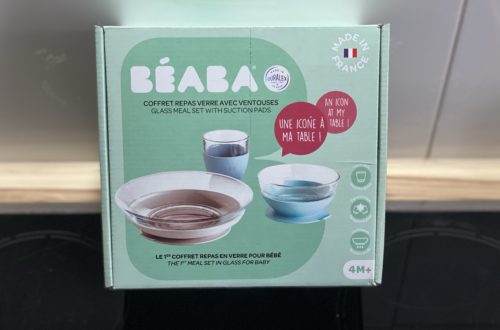 MADE IN FRANCE
BÉABA®
DURALEX
COFFRET REPAS VERRE AVEC VENTOUSES
GLASS MEAL SET WITH SUCTION PADS
AN ICON
AT MY
TABLE !
UNE ICONE À
MA TABLE !
LE 1ER COFFRET REPAS EN VERRE POUR BÉBÉ
THE 1ST MEAL SET IN GLASS FOR BABY
4M+